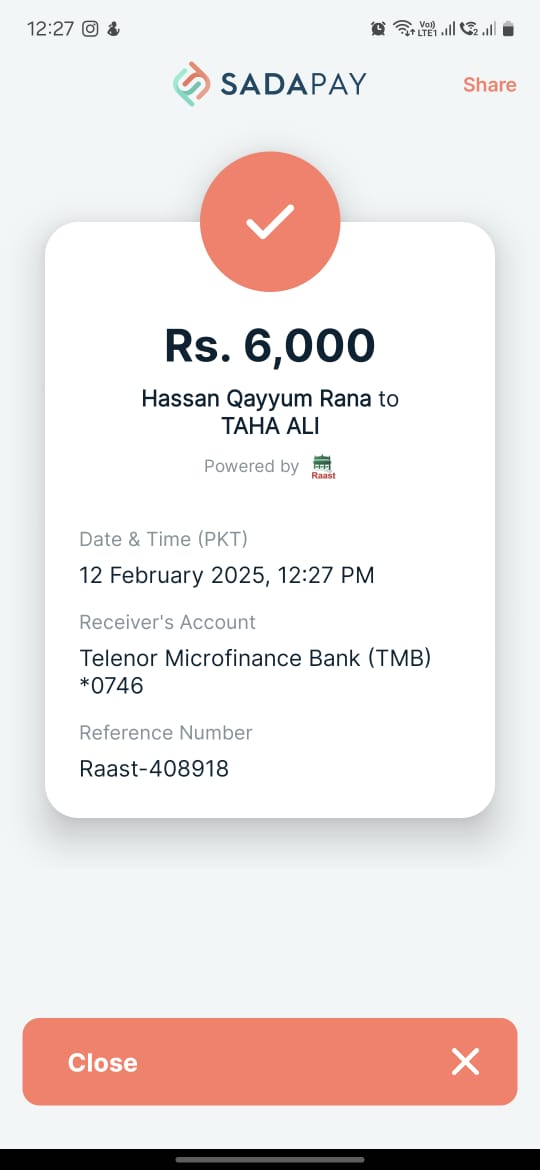 12:27
Vo)) LTE1
2
SADAPAY
Share
Rs. 6,000
Hassan Qayyum Rana to
TAHA ALI
Powered by Raast
Date & Time (PKT)
12 February 2025, 12:27 PM
Receiver's Account
Telenor Microfinance Bank (TMB)
*0746
Reference Number
Raast-408918
Close